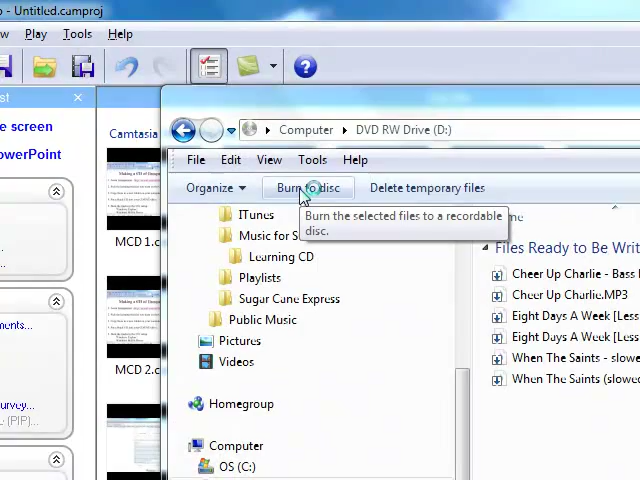 - Untitled.camproj
Play Tools Help
e screen
owerPoint
Camtasia
MCD 1.c
MCD 2.c
ments...
urvey...
(PIP)...
Computer DVD RW Drive (D:)
File Edit View Tools Help
Organize Burn to disc Delete temporary files
Burn the selected files to a recordable
disc.
ITunes
Music for S
Learning CD
Playlists
Sugar Cane Express
Public Music
Pictures
Videos
Homegroup
Computer
OS (C:)
me
Files Ready to Be Writ
Cheer Up Charlie - Bass
Cheer Up Charlie.MP3
Eight Days A Week [Less
Eight Days A Week [Less
When The Saints - slowe
When The Saints (slowed